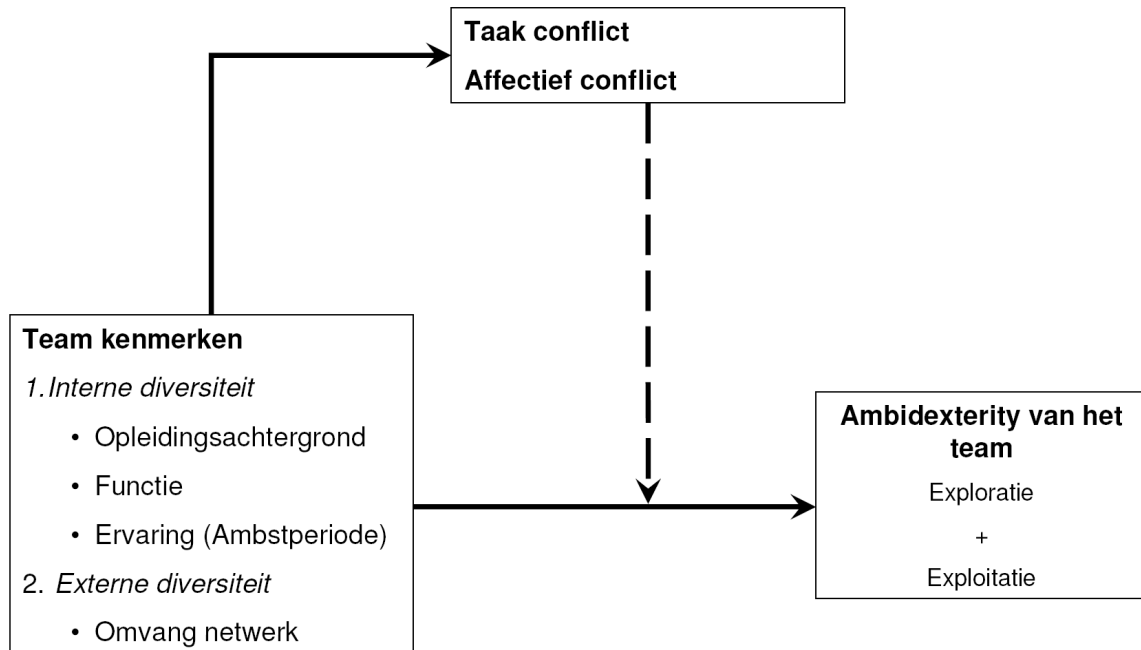 Taak conflict
Affectief conflict
Team kenmerken
1. Interne diversiteit
• Opleidingsachtergrond
• Functie
• Ervaring (Ambstperiode)
2. Externe diversiteit
• Omvang netwerk
Ambidexterity van het
team
Exploratie
+
Exploitatie